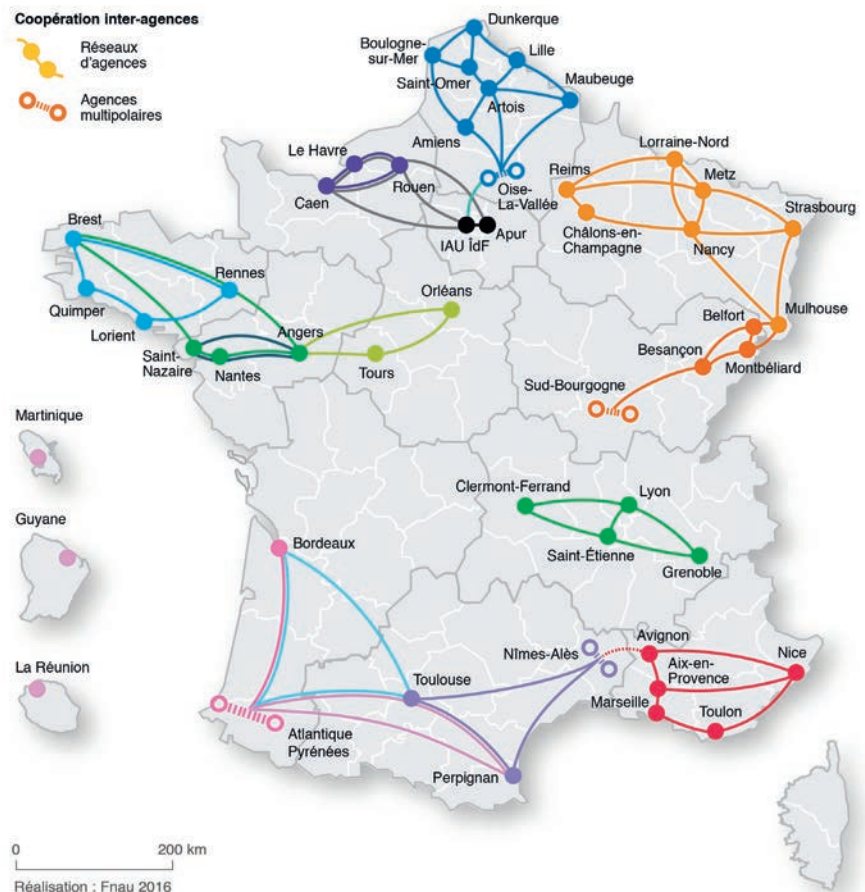 Coopération inter-agences
Réseaux
d'agences
Agences
multipolaires
Dunkerque
Boulogne-
sur-Mer
Lille
Saint-Omer
Maubeuge
Artois
Amiens
Lorraine-Nord
Le Havre
Reims
Metz
Oise-
La-Vallée
Caen
Rouen
Strasbourg
Châlons-en-
Champagne
Brest
IAU ÎdF
Apur
Nancy
Rennes
Orléans
Quimper
Belfort
Mulhouse
Lorient
Angers
Besançon
Saint-
Nazaire
Montbéliard
Nantes
Tours
Sud-Bourgogne
Martinique
Clermont-Ferrand
Lyon
Guyane
Bordeaux
Saint-Étienne
Grenoble
Avignon
Nîmes-Alès
Nice
La Réunion
Aix-en-
Provence
Toulouse
Marseille
Toulon
Atlantique
Pyrénées
Perpignan
0
200 km
Réalisation : Fnau 2016